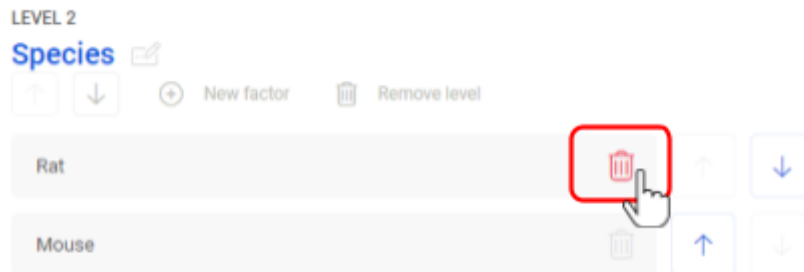 LEVEL 2
Species
New factor Remove level
Rat
Mouse